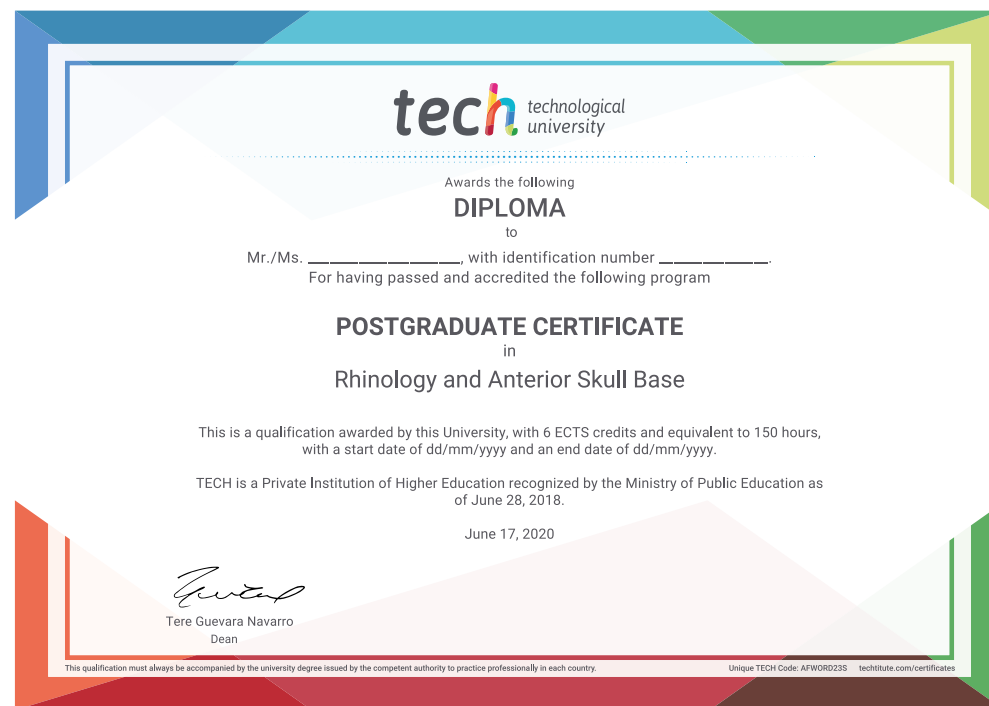 tech technological
university
Awards the following
DIPLOMA
to
Mr./Ms. ___________________, with identification number ______________.
For having passed and accredited the following program
POSTGRADUATE CERTIFICATE
in
Rhinology and Anterior Skull Base
This is a qualification awarded by this University, with 6 ECTS credits and equivalent to 150 hours,
with a start date of dd/mm/yyyy and an end date of dd/mm/yyyy.
TECH is a Private Institution of Higher Education recognized by the Ministry of Public Education as
of June 28, 2018.
June 17, 2020
Tere Guevara Navarro
Dean
This qualification must always be accompanied by the university degree issued by the competent authority to practice professionally in each country.
Unique TECH Code: AFWORD23S techtitute.com/certificates